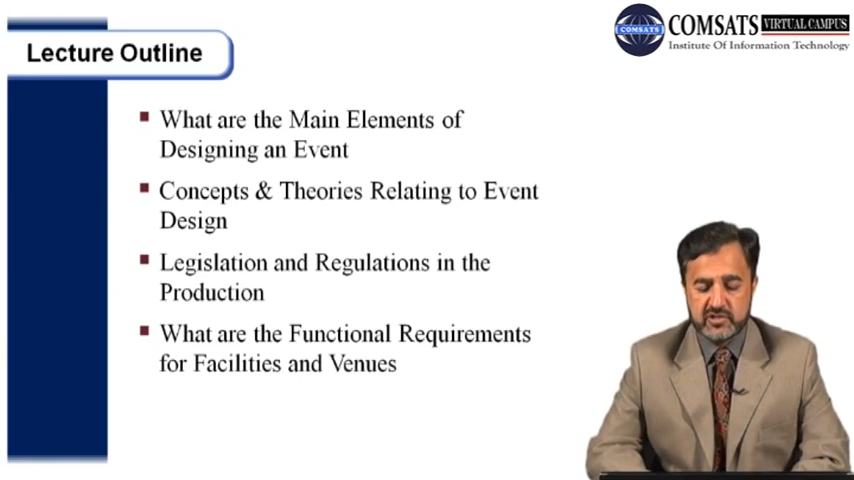 Lecture Outline
COMSATS VIRTUAL CAMPUS
COMSATS
Institute Of Information Technology
What are the Main Elements of
Designing an Event
Concepts & Theories Relating to Event
Design
Legislation and Regulations in the
Production
What are the Functional Requirements
for Facilities and Venues